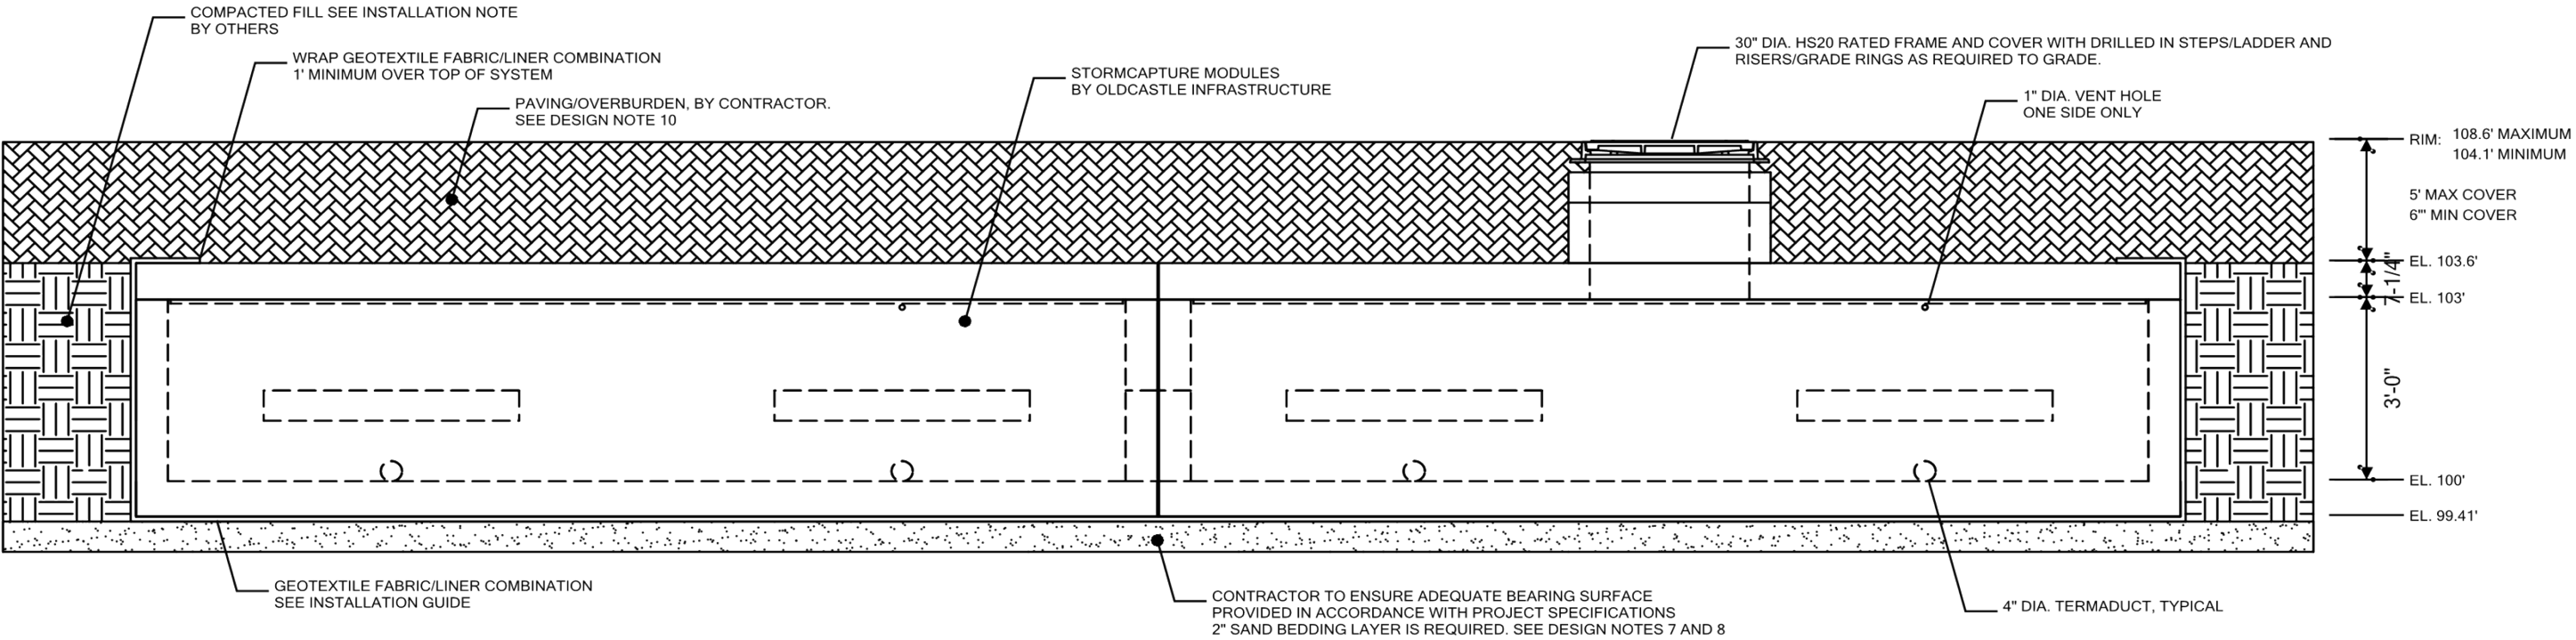 COMPACTED FILL SEE INSTALLATION NOTE
BY OTHERS
WRAP GEOTEXTILE FABRIC/LINER COMBINATION
1' MINIMUM OVER TOP OF SYSTEM
PAVING/OVERBURDEN, BY CONTRACTOR.
SEE DESIGN NOTE 10
STORMCAPTURE MODULES
BY OLDCASTLE INFRASTRUCTURE
30" DIA. HS20 RATED FRAME AND COVER WITH DRILLED IN STEPS/LADDER AND
RISERS/GRADE RINGS AS REQUIRED TO GRADE.
1" DIA. VENT HOLE
ONE SIDE ONLY
RIM: 108.6' MAXIMUM
104.1' MINIMUM
5' MAX COVER
6"' MIN COVER
EL. 103.6'
7-1/4"
EL. 103'
3'-0"
EL. 100'
EL. 99.41'
GEOTEXTILE FABRIC/LINER COMBINATION
SEE INSTALLATION GUIDE
CONTRACTOR TO ENSURE ADEQUATE BEARING SURFACE
PROVIDED IN ACCORDANCE WITH PROJECT SPECIFICATIONS
2" SAND BEDDING LAYER IS REQUIRED. SEE DESIGN NOTES 7 AND 8
4" DIA. TERMADUCT, TYPICAL